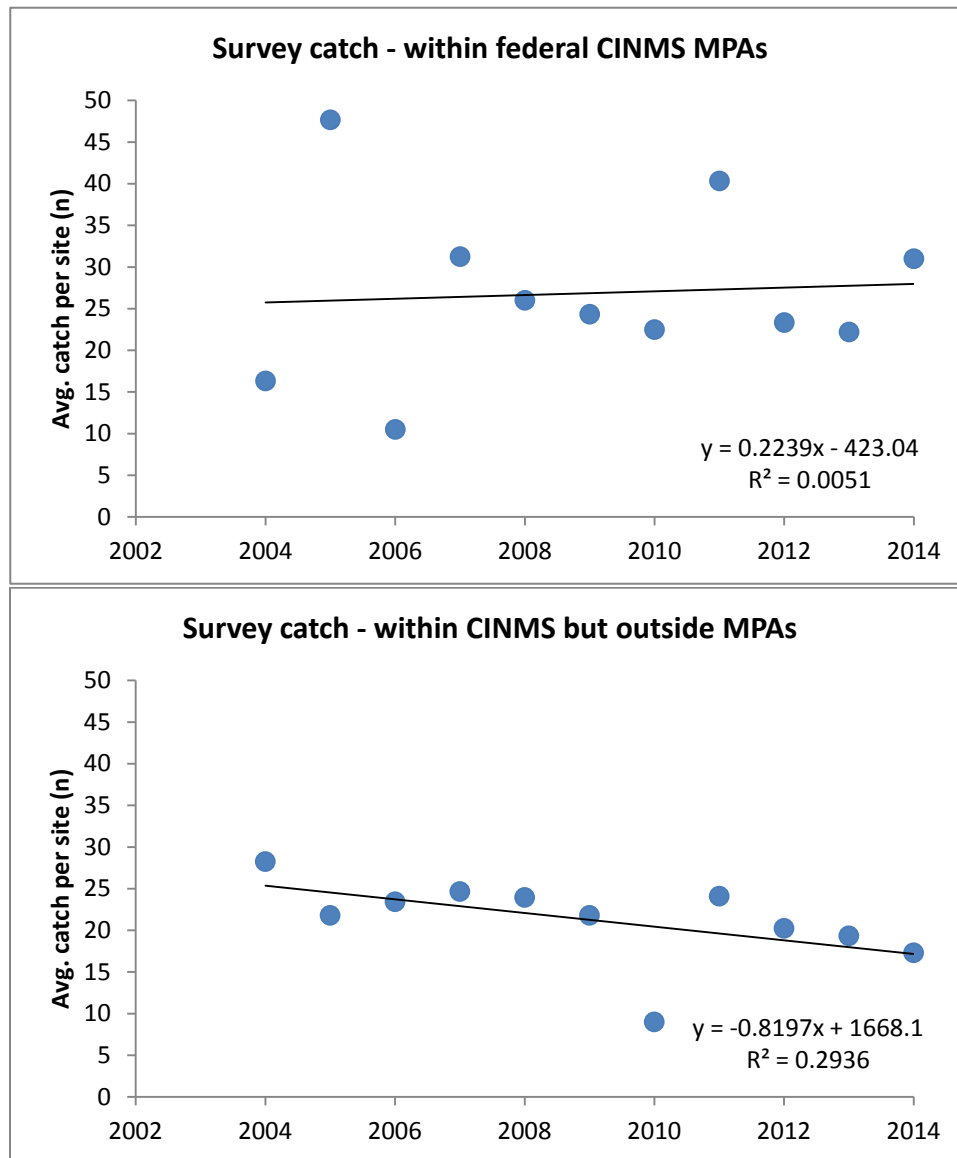 Survey catch - within federal CINMS MPAs
Avg. catch per site (n)
50
45
40
35
30
25
20
15
10
5
0
2002 2004 2006 2008 2010 2012 2014
y = 0.2239x - 423.04
R² = 0.0051
Survey catch - within CINMS but outside MPAs
Avg. catch per site (n)
50
45
40
35
30
25
20
15
10
5
0
2002 2004 2006 2008 2010 2012 2014
y = -0.8197x + 1668.1
R² = 0.2936